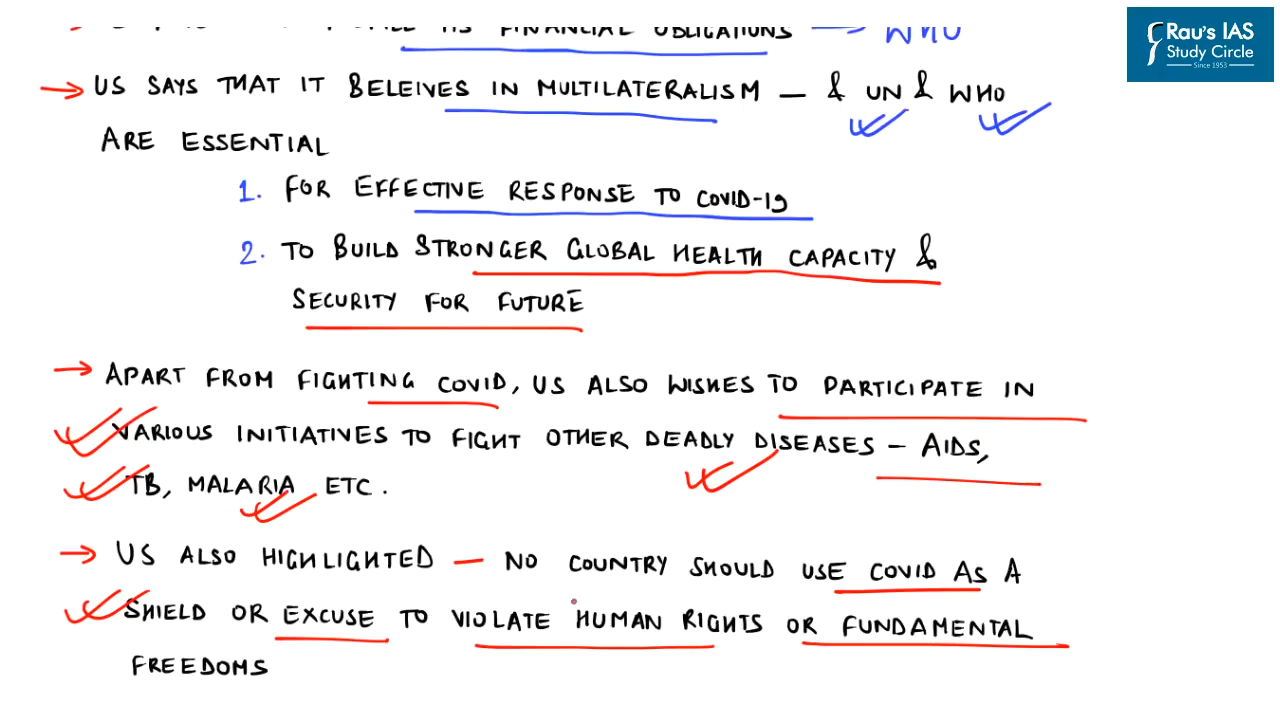 ITS FINANCIAL OBLIGATIONS → WHO
Rau's IAS
Study Circle
Since 1953
→ US SAYS THAT IT BELEIVES IN MULTILATERALISM – & UN & WHO
ARE ESSENTIAL
1. FOR EFFECTIVE RESPONSE TO COVID-19
2. TO BUILD STRONGER GLOBAL HEALTH CAPACITY &
SECURITY FOR FUTURE
→ APART FROM FIGHTING COVID, US ALSO WISHES TO PARTICIPATE IN
VARIOUS INITIATIVES TO FIGHT OTHER DEADLY DISEASES – AIDS,
TB, MALARIA ETC.
→ US ALSO HIGHLIGHTED – NO COUNTRY SHOULD USE COVID AS A
SHIELD OR EXCUSE TO VIOLATE HUMAN RIGHTS OR FUNDAMENTAL
FREEDOMS